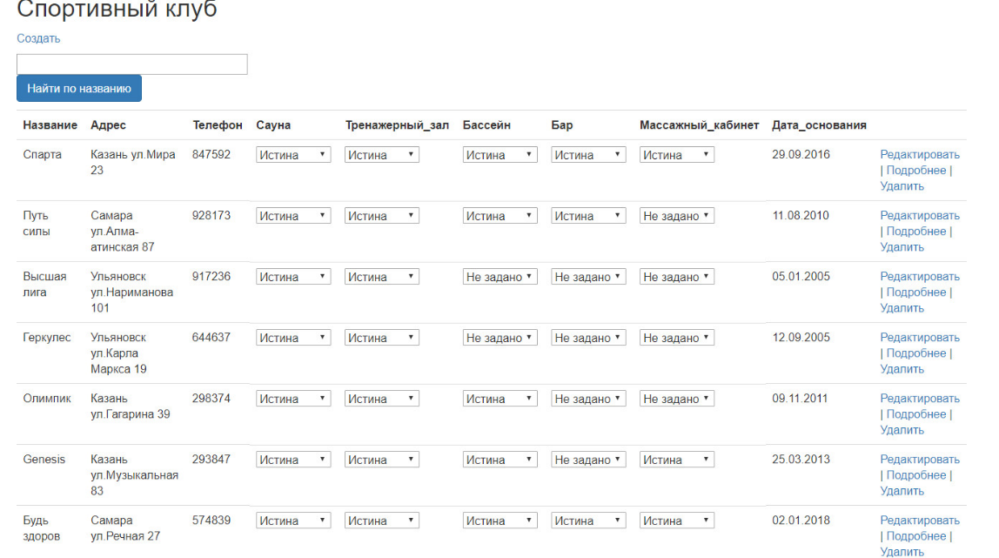 Спортивный клуб
Создать
Найти по названию
Название Адрес Телефон Сауна Тренажерный_зал Бассейн Бар Массажный_кабинет Дата_основания
Спарта Казань ул.Мира 847592 Истина Истина Истина Истина Истина 29.09.2016 Редактировать
23 | Подробнее |
Удалить
Путь Самара 928173 Истина Истина Истина Истина Не задано 11.08.2010 Редактировать
силы ул.Алма- | Подробнее |
атинская 87 Удалить
Высшая Ульяновск 917236 Истина Истина Не задано Не задано Не задано 05.01.2005 Редактировать
лига ул.Нариманова | Подробнее |
101 Удалить
Геркулес Ульяновск 644637 Истина Истина Не задано Не задано Не задано 12.09.2005 Редактировать
ул.Карла | Подробнее |
Маркса 19 Удалить
Олимпик Казань 298374 Истина Истина Истина Не задано Не задано 09.11.2011 Редактировать
ул.Гагарина 39 | Подробнее |
Удалить
Genesis Казань 293847 Истина Истина Истина Не задано Истина 25.03.2013 Редактировать
ул.Музыкальная | Подробнее |
83 Удалить
Будь Самара 574839 Истина Истина Истина Истина Истина 02.01.2018 Редактировать
здоров ул.Речная 27 | Подробнее |
Удалить